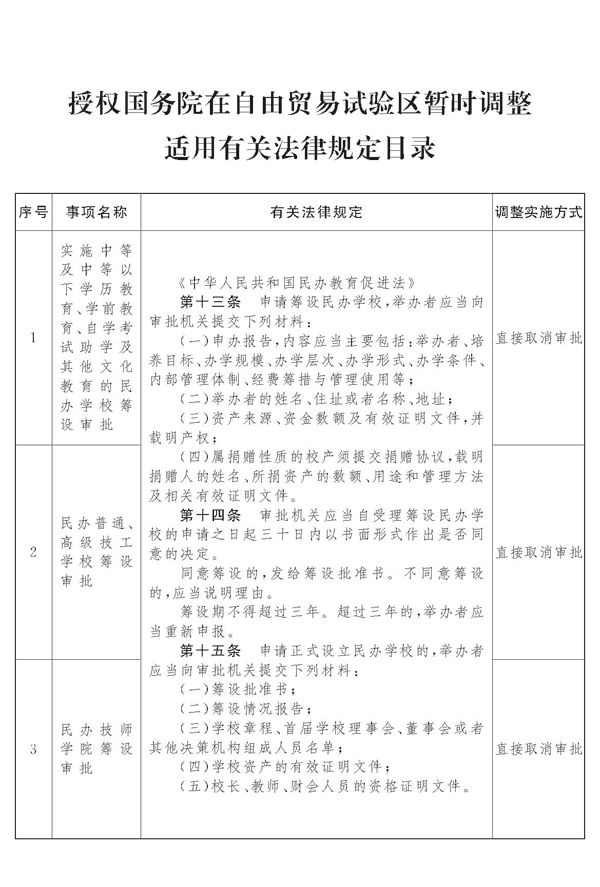 授权国务院在自由贸易试验区暂时调整
适用有关法律规定目录
序号 事项名称 有关法律规定 调整实施方式
1
实施中等
及中等以
下学历教
育、学前教
育、自学考
试助学及
其他文化
教育的民
办学校筹
设审批
2
民办普通、
高级技工
学校筹设
审批
3
民办技师
学院筹设
审批
《中华人民共和国民办教育促进法》
第十三条 申请筹设民办学校,举办者应当向
审批机关提交下列材料:
(一)申办报告,内容应当主要包括:举办者、培
养目标、办学规模、办学层次、办学形式、办学条件、
内部管理体制、经费筹措与管理使用等;
(二)举办者的姓名、住址或者名称、地址;
(三)资产来源、资金数额及有效证明文件,并
载明产权;
(四)属捐赠性质的校产须提交捐赠协议,载明
捐赠人的姓名、所捐资产的数额、用途和管理方法
及相关有效证明文件。
第十四条 审批机关应当自受理筹设民办学
校的申请之日起三十日内以书面形式作出是否同
意的决定。
同意筹设的,发给筹设批准书。不同意筹设
的,应当说明理由。
筹设期不得超过三年。超过三年的,举办者应
当重新申报。
第十五条 申请正式设立民办学校的,举办者
应当向审批机关提交下列材料:
(一)筹设批准书;
(二)筹设情况报告;
(三)学校章程、首届学校理事会、董事会或者
其他决策机构组成人员名单;
(四)学校资产的有效证明文件;
(五)校长、教师、财会人员的资格证明文件。
直接取消审批
直接取消审批
直接取消审批